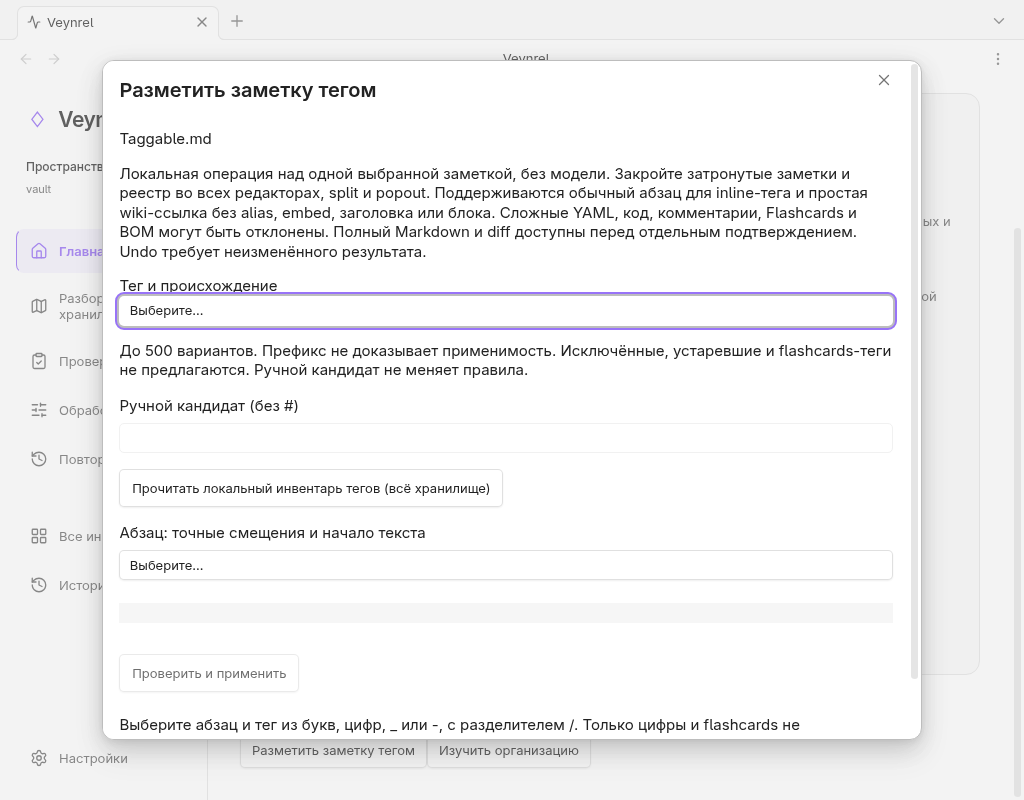 Veynrel
Veynrel
Разметить заметку тегом
Taggable.md
Локальная операция над одной выбранной заметкой, без модели. Закройте затронутые заметки и
реестр во всех редакторах, split и popout. Поддерживаются обычный абзац для inline-тега и простая
wiki-ссылка без alias, embed, заголовка или блока. Сложные YAML, код, комментарии, Flashcards и
BOM могут быть отклонены. Полный Markdown и diff доступны перед отдельным подтверждением.
Undo требует неизменённого результата.
Тег и происхождение
Выберите...
До 500 вариантов. Префикс не доказывает применимость. Исключённые, устаревшие и flashcards-теги
не предлагаются. Ручной кандидат не меняет правила.
Ручной кандидат (без #)
Прочитать локальный инвентарь тегов (всё хранилище)
Абзац: точные смещения и начало текста
Выберите...
Проверить и применить
Выберите абзац и тег из букв, цифр, _ или -, с разделителем /. Только цифры и flashcards не
Veyn
Пространств
vault
Главна
Разбор
хранил
Провер
Обрабо
Повтор
Все ин
Истори
Настройки
ых и
ой
Разметить заметку тегом
Изучить организацию